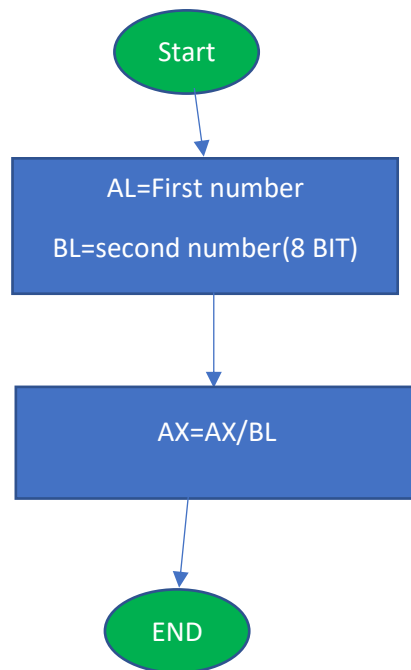 Start
AL=First number
BL=second number(8 BIT)
AX=AX/BL
END